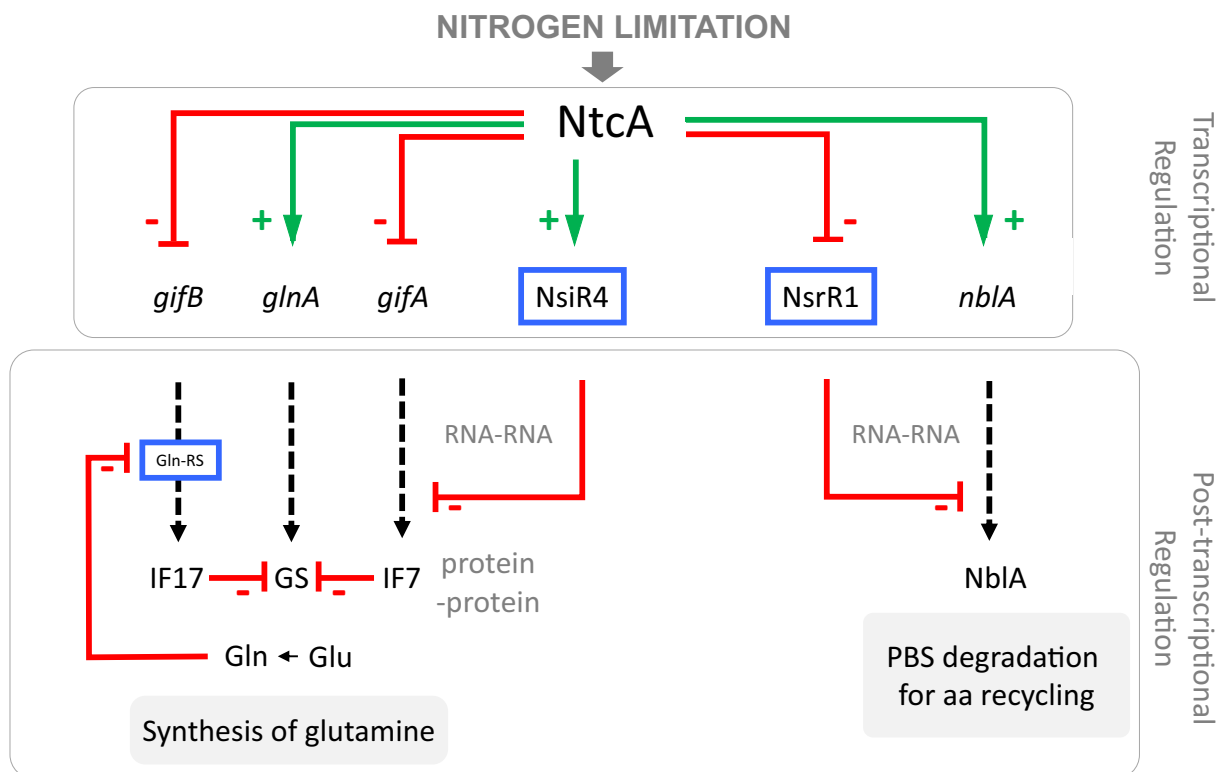 NITROGEN LIMITATION
NtcA
- + - + - +
gifB glnA gifA NsiR4 NsrR1 nblA
Transcriptional
Regulation
RNA-RNA RNA-RNA
Gln-RS
-
- -
IF17 GS IF7 protein
-protein
- -
NblA
Gln Glu
Synthesis of glutamine
PBS degradation
for aa recycling
Post-transcriptional
Regulation